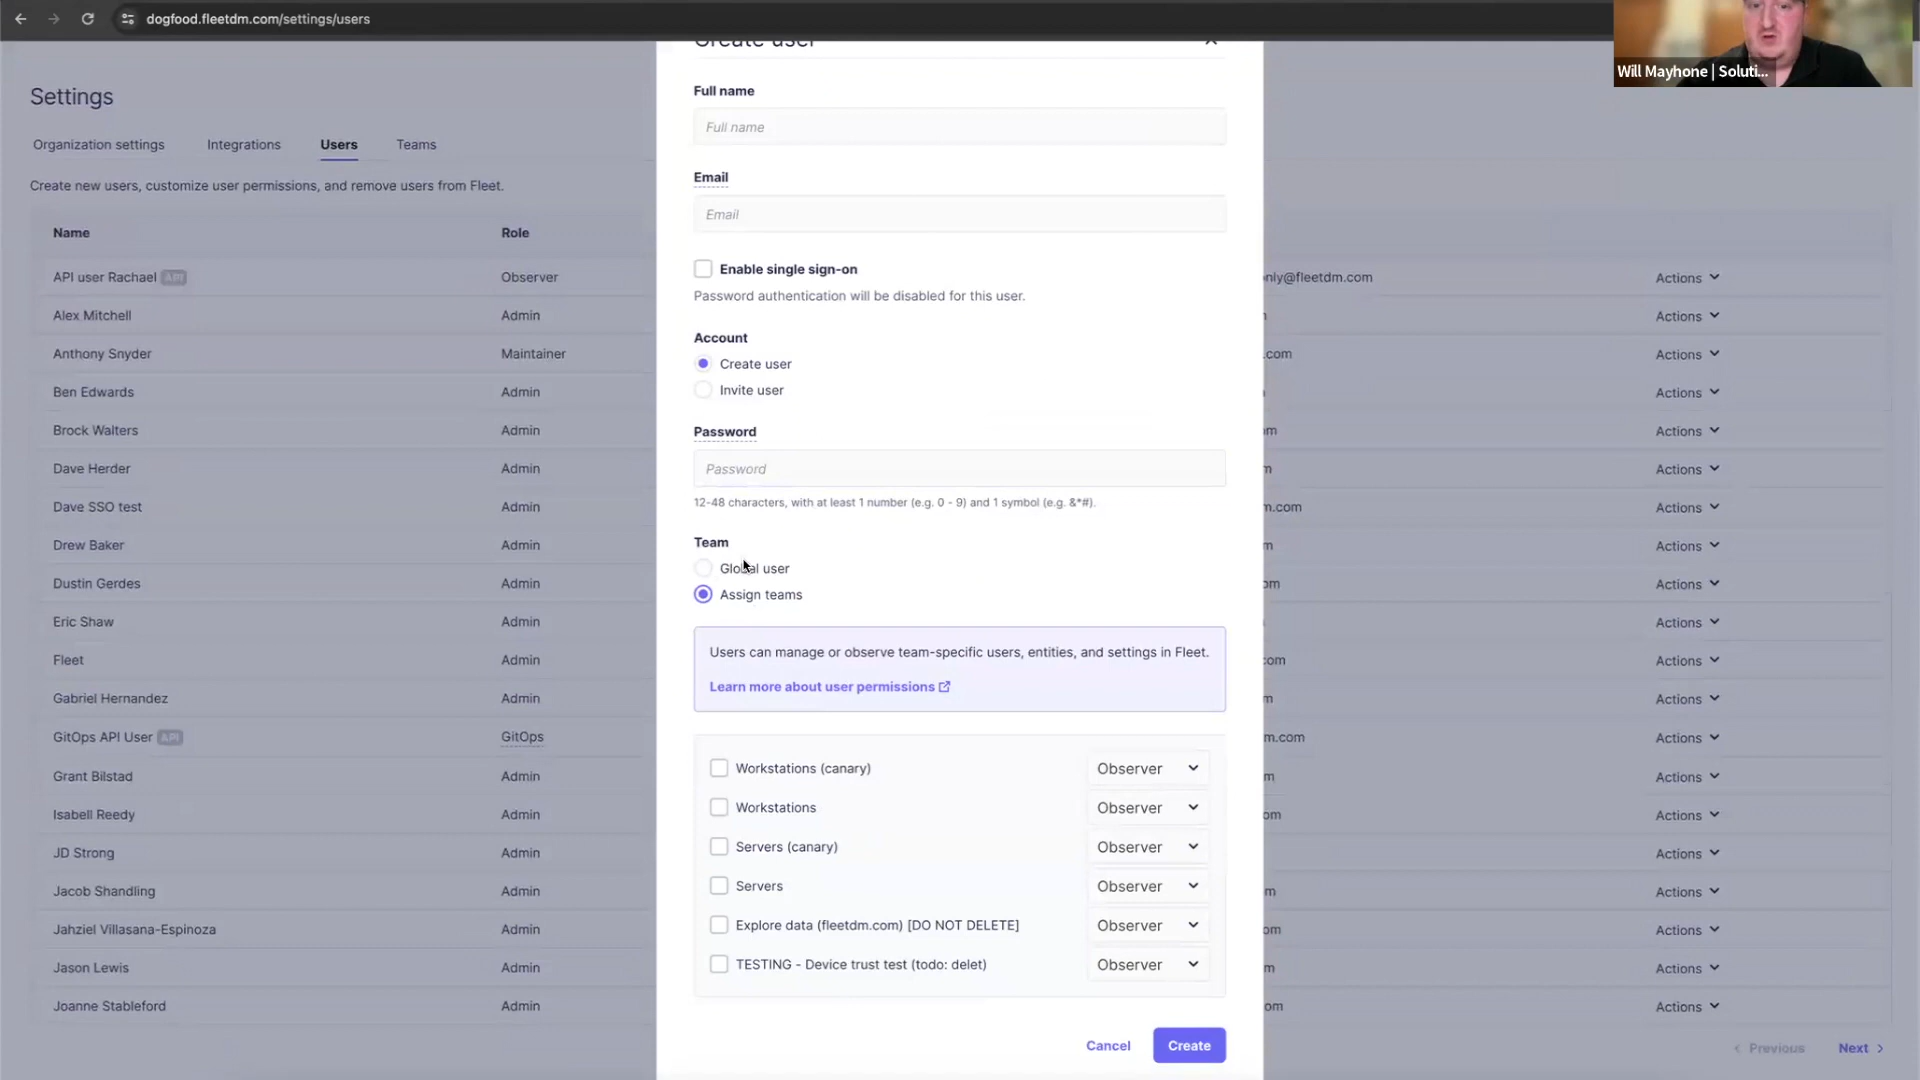 dogfood.fleetdm.com/settings/users
Will Mayhone | Soluti...
Create user
Settings
Organization settings
Integrations
Users
Teams
Create new users, customize user permissions, and remove users from Fleet.
Name
Role
API user Rachael API
Observer
only@fleetdm.com
Actions
Alex Mitchell
Admin
Actions
Anthony Snyder
Maintainer
.com
Actions
Ben Edwards
Admin
Actions
Brock Walters
Admin
om
Actions
Dave Herder
Admin
Actions
Dave SSO test
Admin
m.com
Actions
Drew Baker
Admin
Actions
Dustin Gerdes
Admin
om
Actions
Eric Shaw
Admin
Actions
Fleet
Admin
com
Actions
Gabriel Hernandez
Admin
m
Actions
GitOps API User API
GitOps
m.com
Actions
Grant Bilstad
Admin
m
Actions
Isabell Reedy
Admin
om
Actions
JD Strong
Admin
Actions
Jacob Shandling
Admin
m
Actions
Jahziel Villasana-Espinoza
Admin
om
Actions
Jason Lewis
Admin
m
Actions
Joanne Stableford
Admin
om
Actions
Previous
Next
Full name
Full name
Email
Email
Enable single sign-on
Password authentication will be disabled for this user.
Account
Create user
Invite user
Password
Password
12-48 characters, with at least 1 number (e.g. 0 - 9) and 1 symbol (e.g. &*#).
Team
Global user
Assign teams
Users can manage or observe team-specific users, entities, and settings in Fleet.
Learn more about user permissions
Workstations (canary)
Observer
Workstations
Observer
Servers (canary)
Observer
Servers
Observer
Explore data (fleetdm.com) [DO NOT DELETE]
Observer
TESTING - Device trust test (todo: delet)
Observer
Cancel
Create